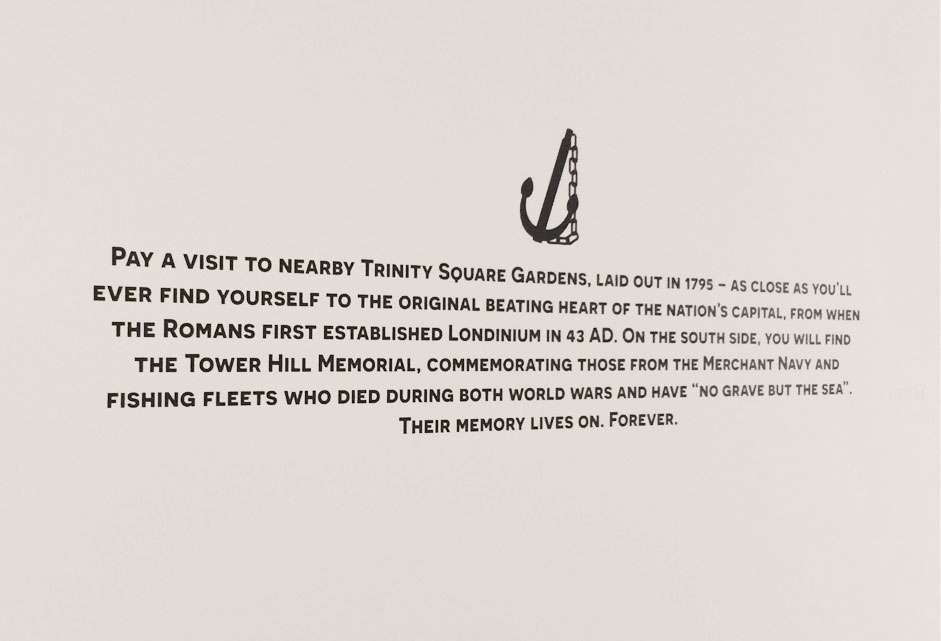 Pay a visit to nearby Trinity Square Gardens, laid out in 1795 – as close as you'll
ever find yourself to the original beating heart of the nation's capital, from when
the Romans first established Londinium in 43 AD. On the south side, you will find
the Tower Hill Memorial, commemorating those from the Merchant Navy and
fishing fleets who died during both world wars and have “no grave but the sea”.
Their memory lives on. Forever.